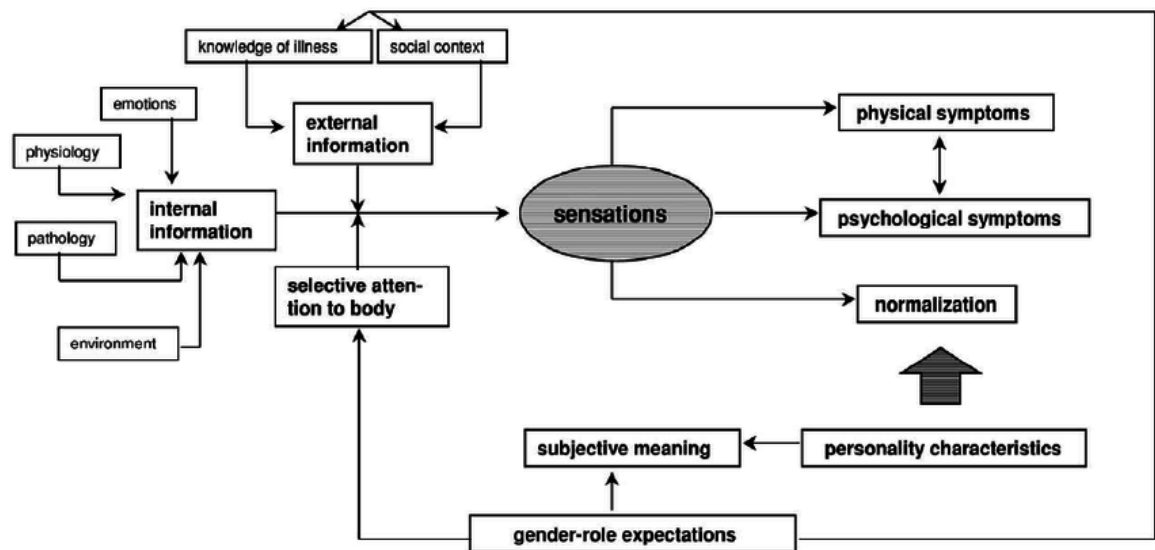 knowledge of illness
social context
emotions
external
information
physical symptoms
physiology
internal
information
sensations
psychological symptoms
pathology
selective atten-
tion to body
normalization
environment
subjective meaning
personality characteristics
gender-role expectations